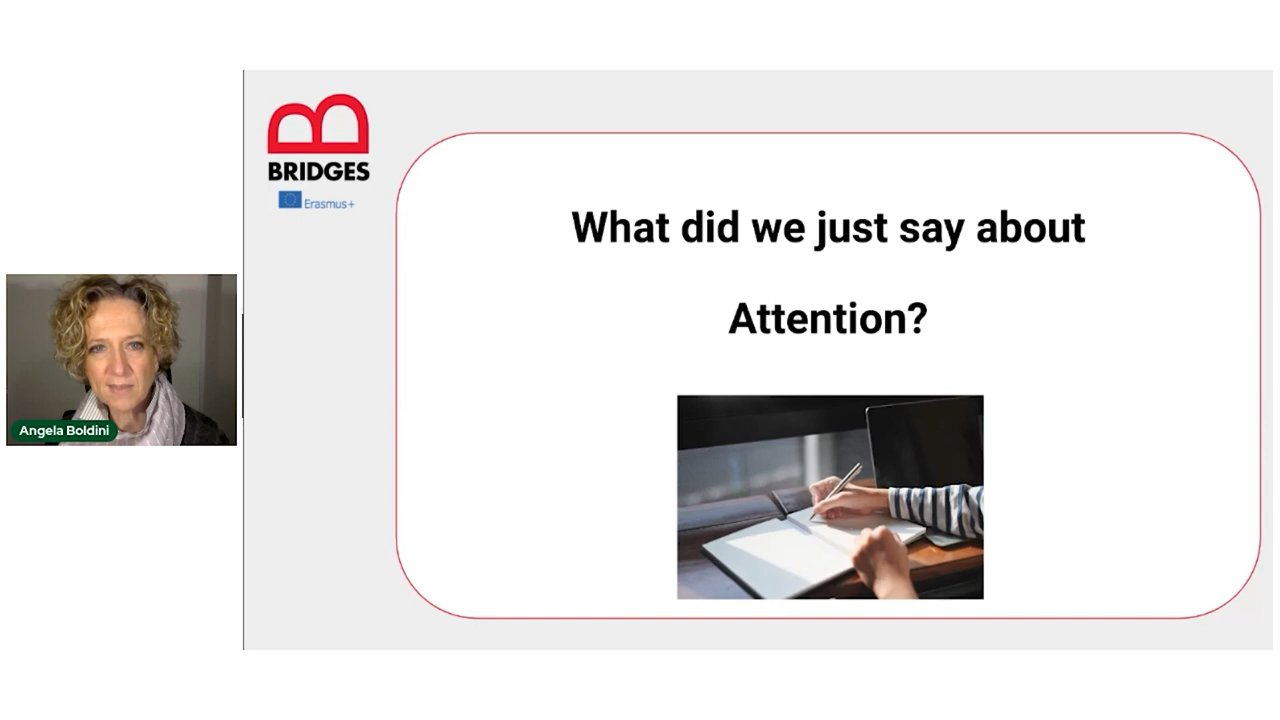 BRIDGES
Erasmus+
What did we just say about
Attention?
Angela Boldini